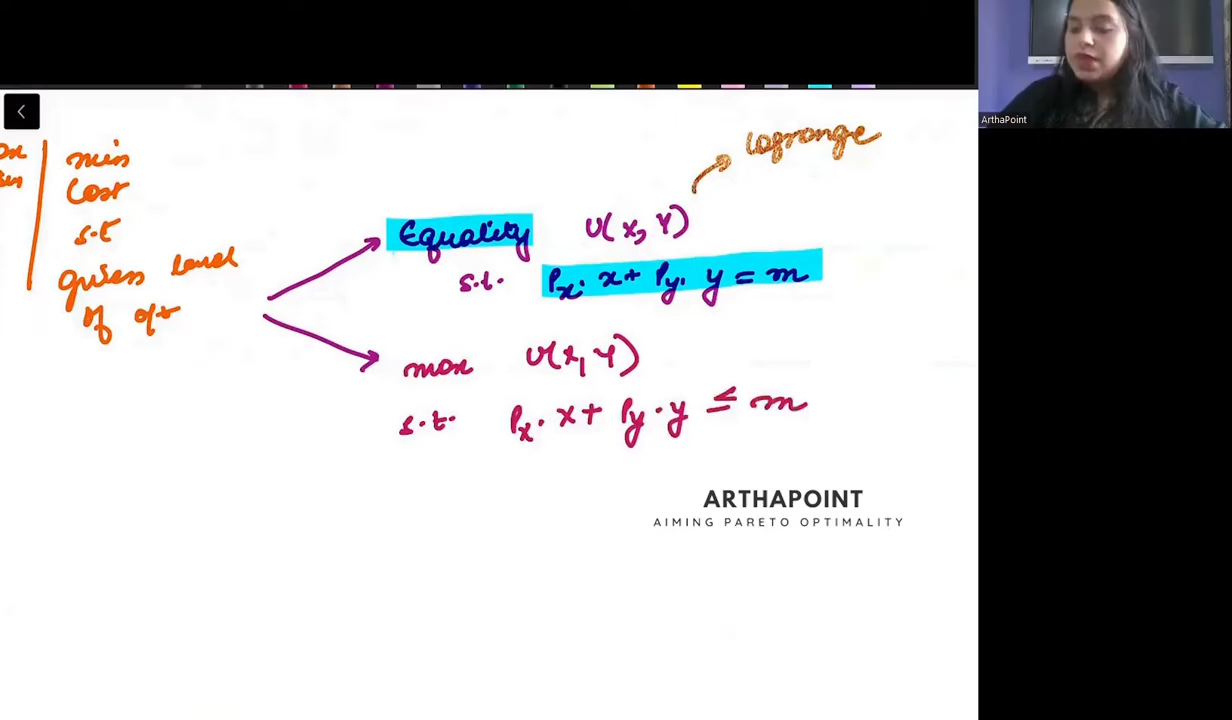 min
cost
s.t
given level
of o/t
Lagrange
Equality U(x, Y)
s.t. Px. x + Py. y = m
max U(x, Y)
s.t. Px. x + Py. y ≤ m
ARTHAPOINT
AIMING PARETO OPTIMALITY
ArthaPoint